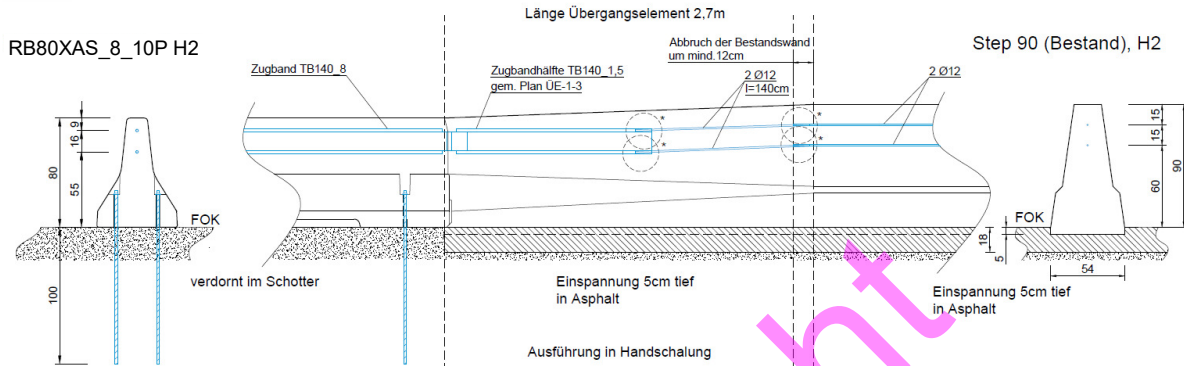 Länge Übergangselement 2,7m
RB80XAS_8_10P H2
Step 90 (Bestand), H2
Abbruch der Bestandswand
um mind.12cm
Zugband TB140_8
Zugbandhälfte TB140_1,5
gem. Plan ÜE-1-3
2 Ø12
l=140cm
2 Ø12
*
*
*
*
9
16
55
80
100
15
15
60
90
FOK
FOK
18
5
54
verdornt im Schotter
Einspannung 5cm tief
in Asphalt
Einspannung 5cm tief
in Asphalt
Ausführung in Handschalung
ht